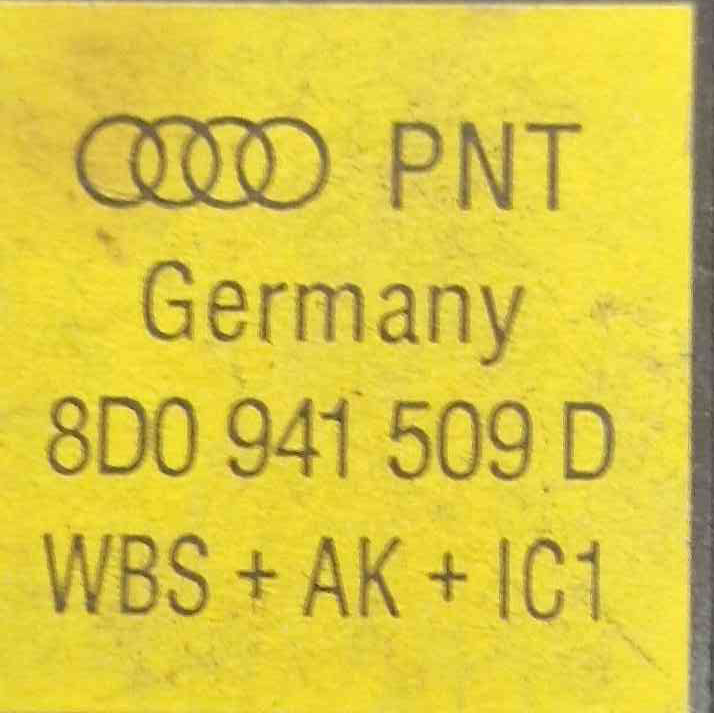 PNT
Germany
8D0 941 509 D
WBS + AK + IC1